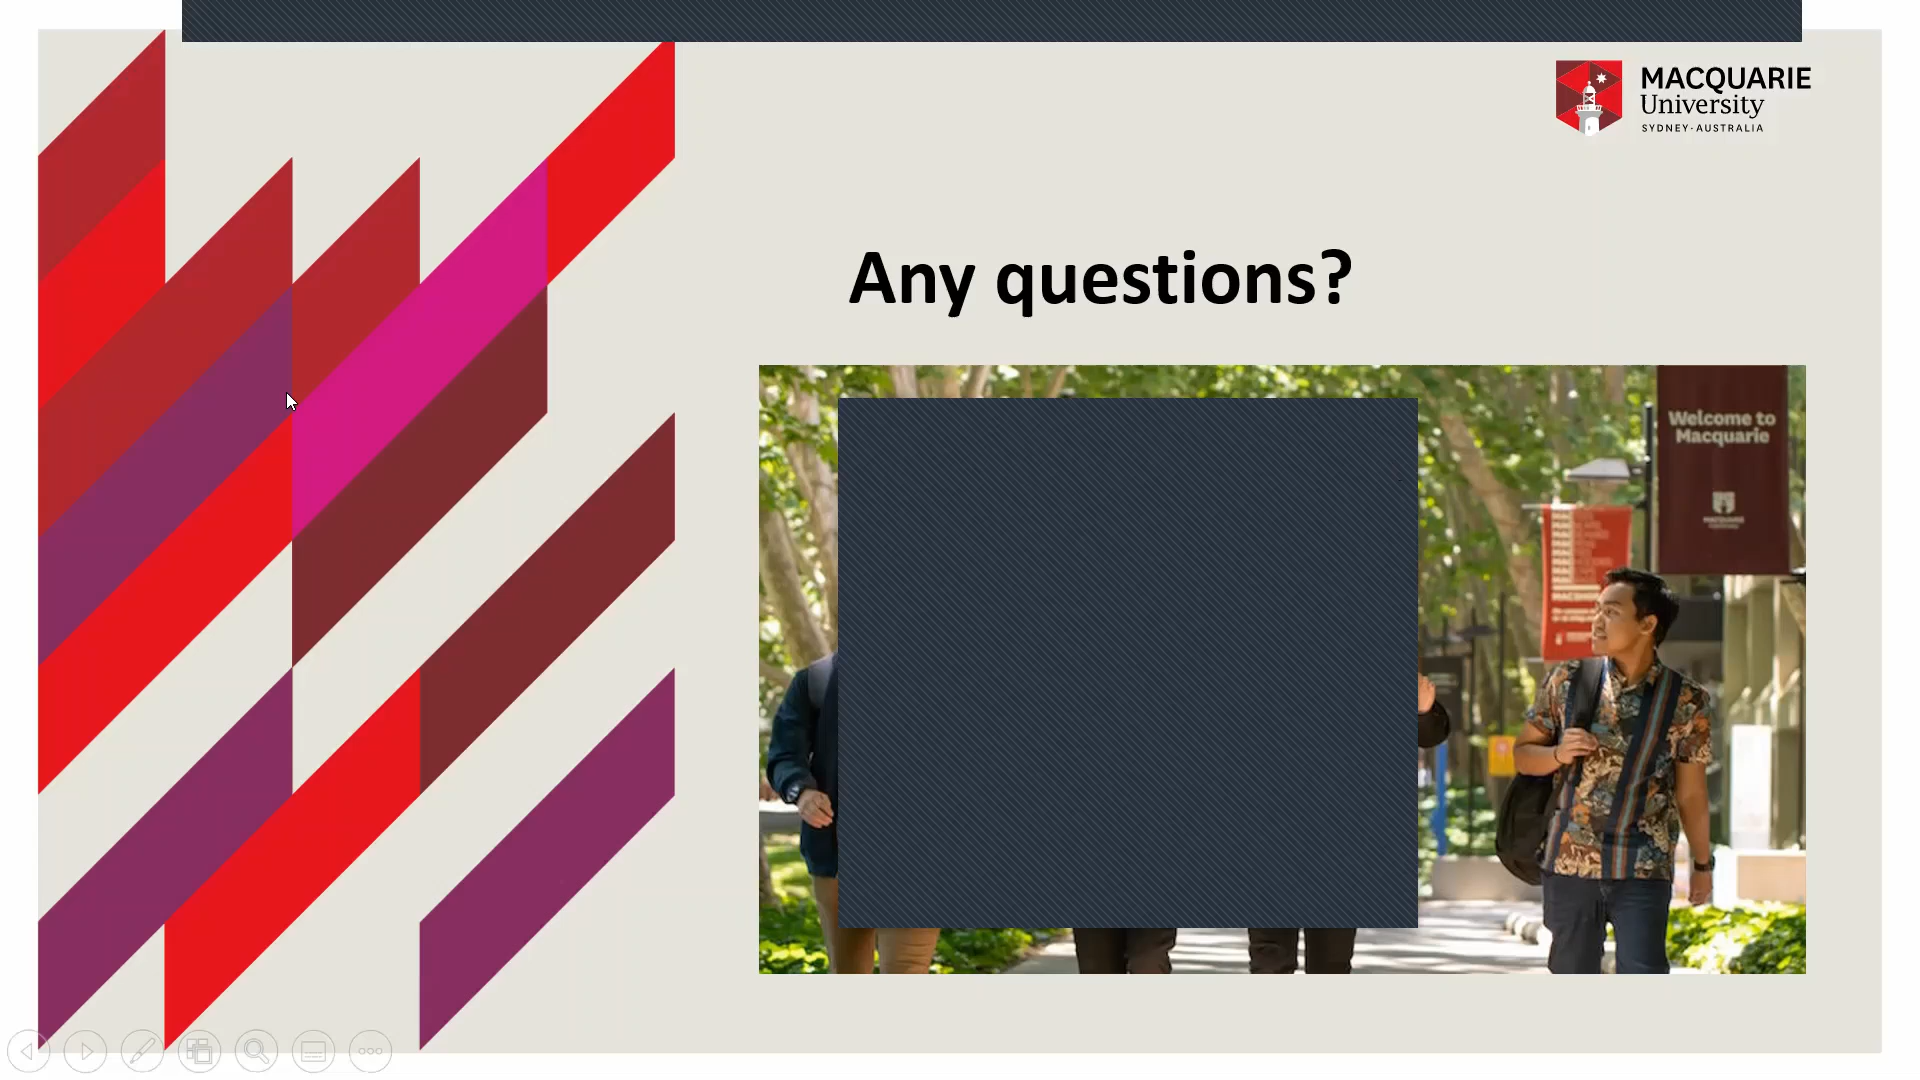 MACQUARIE
University
SYDNEY·AUSTRALIA
Any questions?
Welcome to
Macquarie